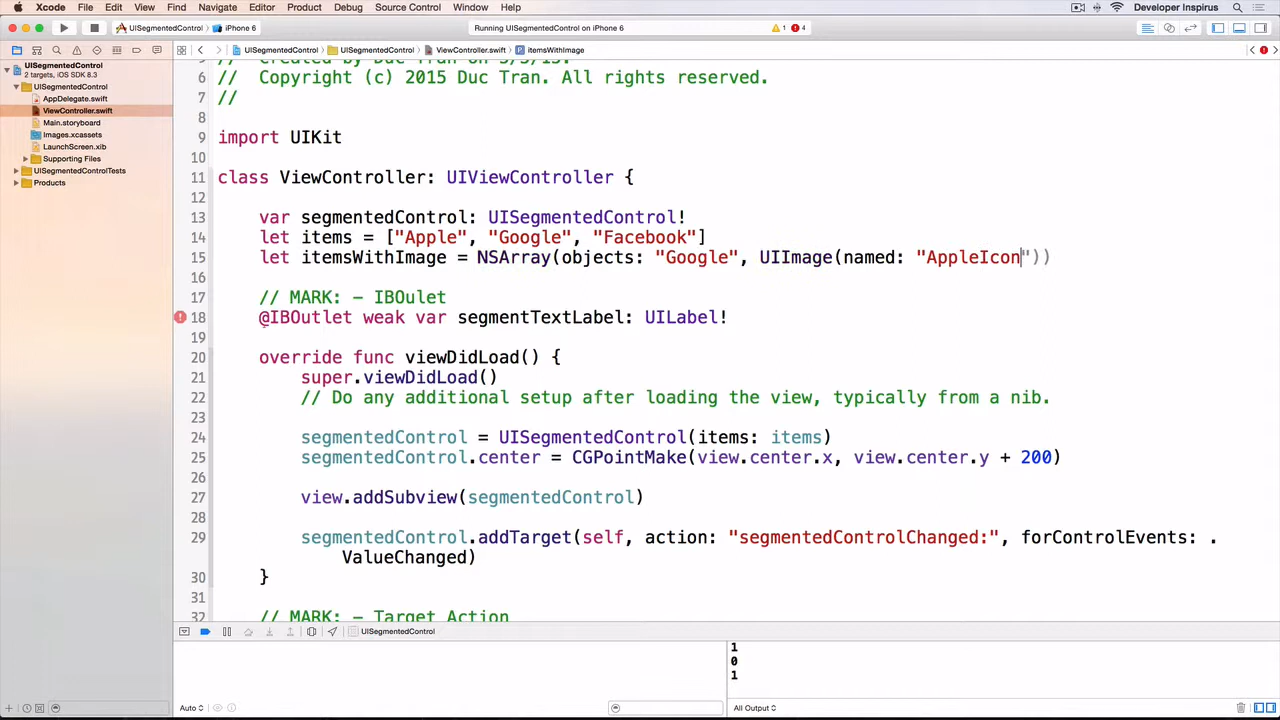 Xcode File Edit View Find Navigate Editor Product Debug Source Control Window Help Developer Inspirus
UISegmentedControl iPhone 6 Running UISegmentedControl on iPhone 6 1 4
UISegmentedControl UISegmentedControl ViewController.swift itemsWithImage
UISegmentedControl
2 targets, iOS SDK 8.3
UISegmentedControl
AppDelegate.swift
ViewController.swift
Main.storyboard
Images.xcassets
LaunchScreen.xib
Supporting Files
UISegmentedControlTests
Products
6 // Copyright (c) 2015 Duc Tran. All rights reserved.
7 //
8
9 import UIKit
10
11 class ViewController: UIViewController {
12
13 var segmentedControl: UISegmentedControl!
14 let items = ["Apple", "Google", "Facebook"]
15 let itemsWithImage = NSArray(objects: "Google", UIImage(named: "AppleIcon"))
16
17 // MARK: - IBOulet
18 @IBOutlet weak var segmentTextLabel: UILabel!
19
20 override func viewDidLoad() {
21 super.viewDidLoad()
22 // Do any additional setup after loading the view, typically from a nib.
23
24 segmentedControl = UISegmentedControl(items: items)
25 segmentedControl.center = CGPointMake(view.center.x, view.center.y + 200)
26
27 view.addSubview(segmentedControl)
28
29 segmentedControl.addTarget(self, action: "segmentedControlChanged:", forControlEvents: .
ValueChanged)
30 }
31
32 // MARK: - Target Action
UISegmentedControl
1
0
1
Auto All Output